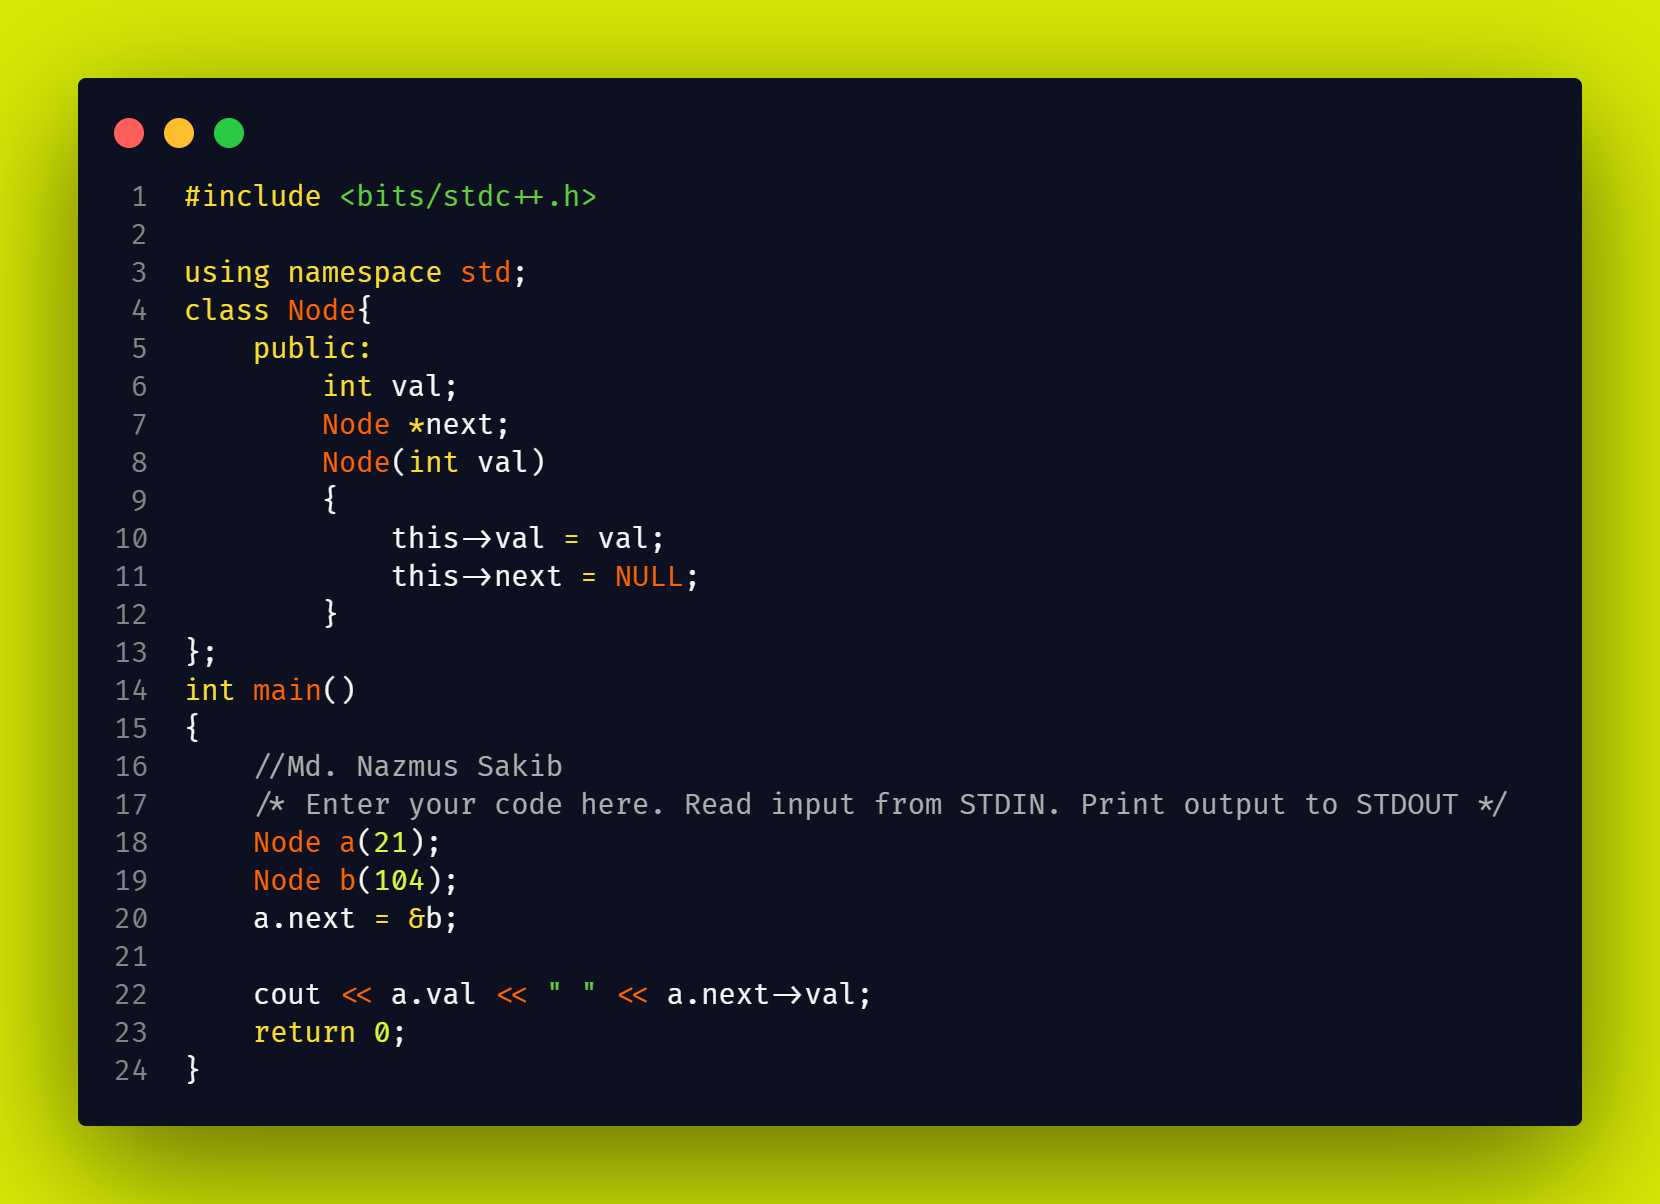 1 #include <bits/stdc++.h>
2
3 using namespace std;
4 class Node{
5     public:
6         int val;
7         Node *next;
8         Node(int val)
9         {
10             this->val = val;
11             this->next = NULL;
12         }
13 };
14 int main()
15 {
16     //Md. Nazmus Sakib
17     /* Enter your code here. Read input from STDIN. Print output to STDOUT */
18     Node a(21);
19     Node b(104);
20     a.next = &b;
21
22     cout << a.val << " " << a.next->val;
23     return 0;
24 }